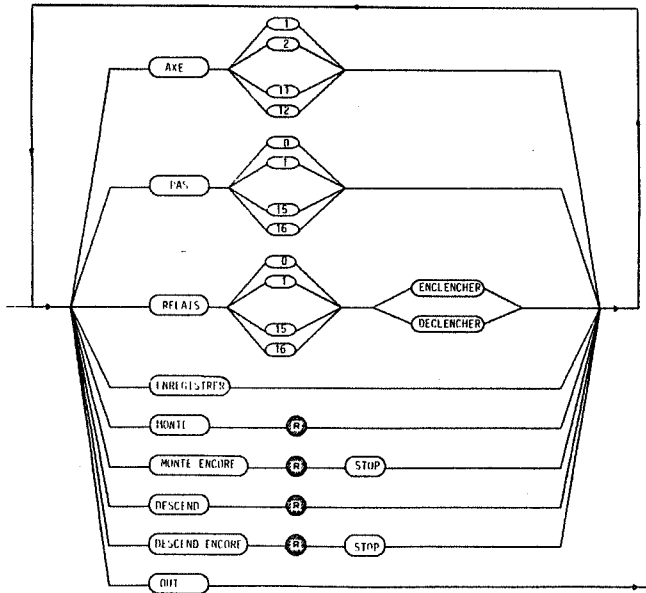 1
2
AXE
11
12
0
1
PAS
15
16
0
1
ENCLENCHER
RELAIS
15
DECLENCHER
16
ENREGISTRER
MONTE R
MONTE ENCORE R STOP
DESCEND R
DESCEND ENCORE R STOP
OUT